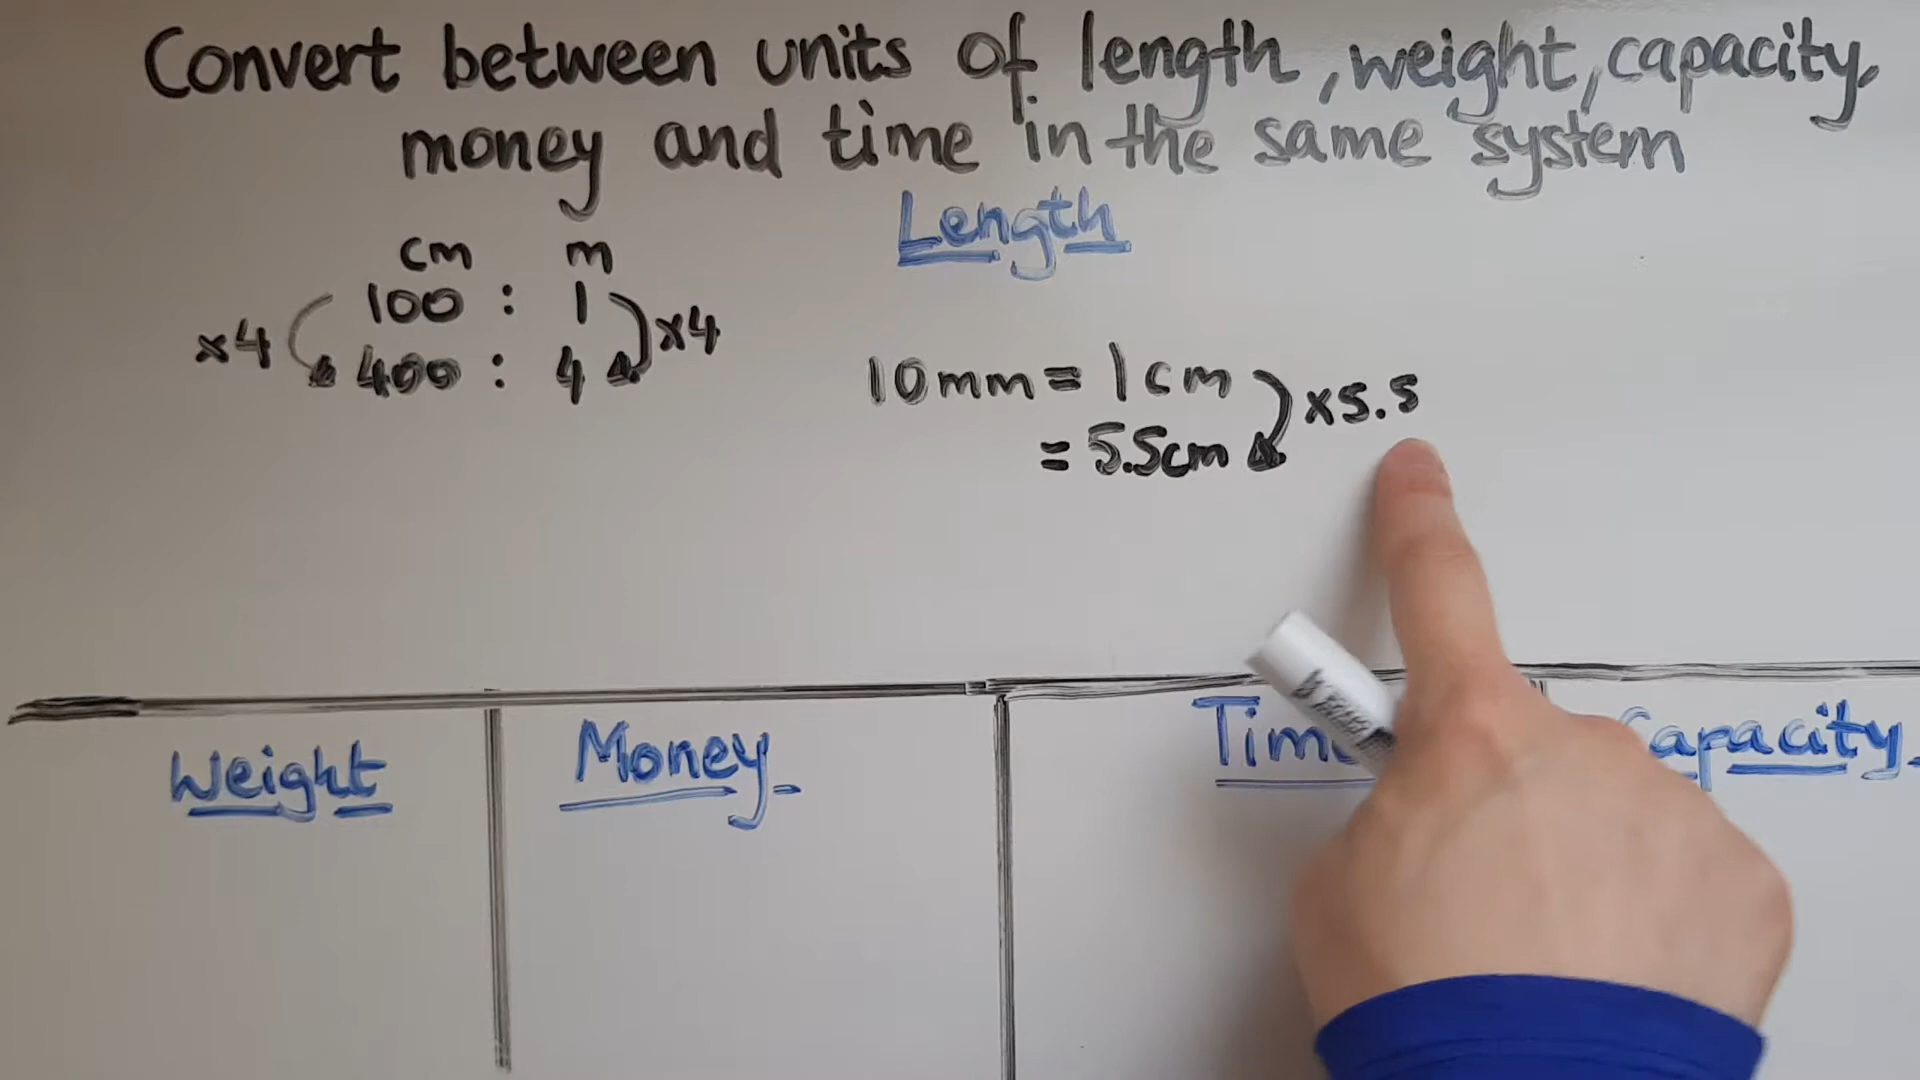 Convert between units of length, weight, capacity,
money and time in the same system
Length
cm m
100 : 1
x4 x4
400 : 4
10mm = 1cm
x5.5
= 5.5cm
Weight Money Capacity